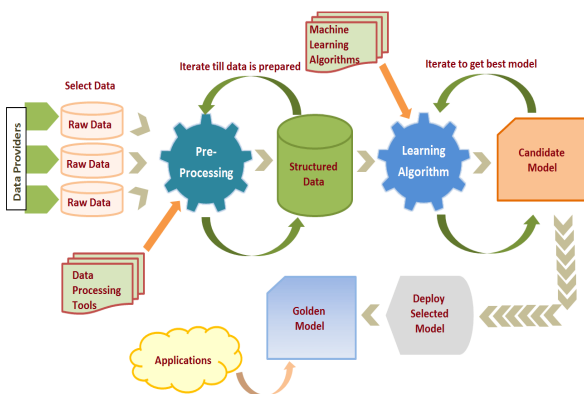 Machine
Learning
Algorithms
Iterate till data is prepared
Iterate to get best model
Select Data
Data Providers
Raw Data
Raw Data
Raw Data
Pre-
Processing
Structured
Data
Learning
Algorithm
Candidate
Model
Data
Processing
Tools
Golden
Model
Deploy
Selected
Model
Applications